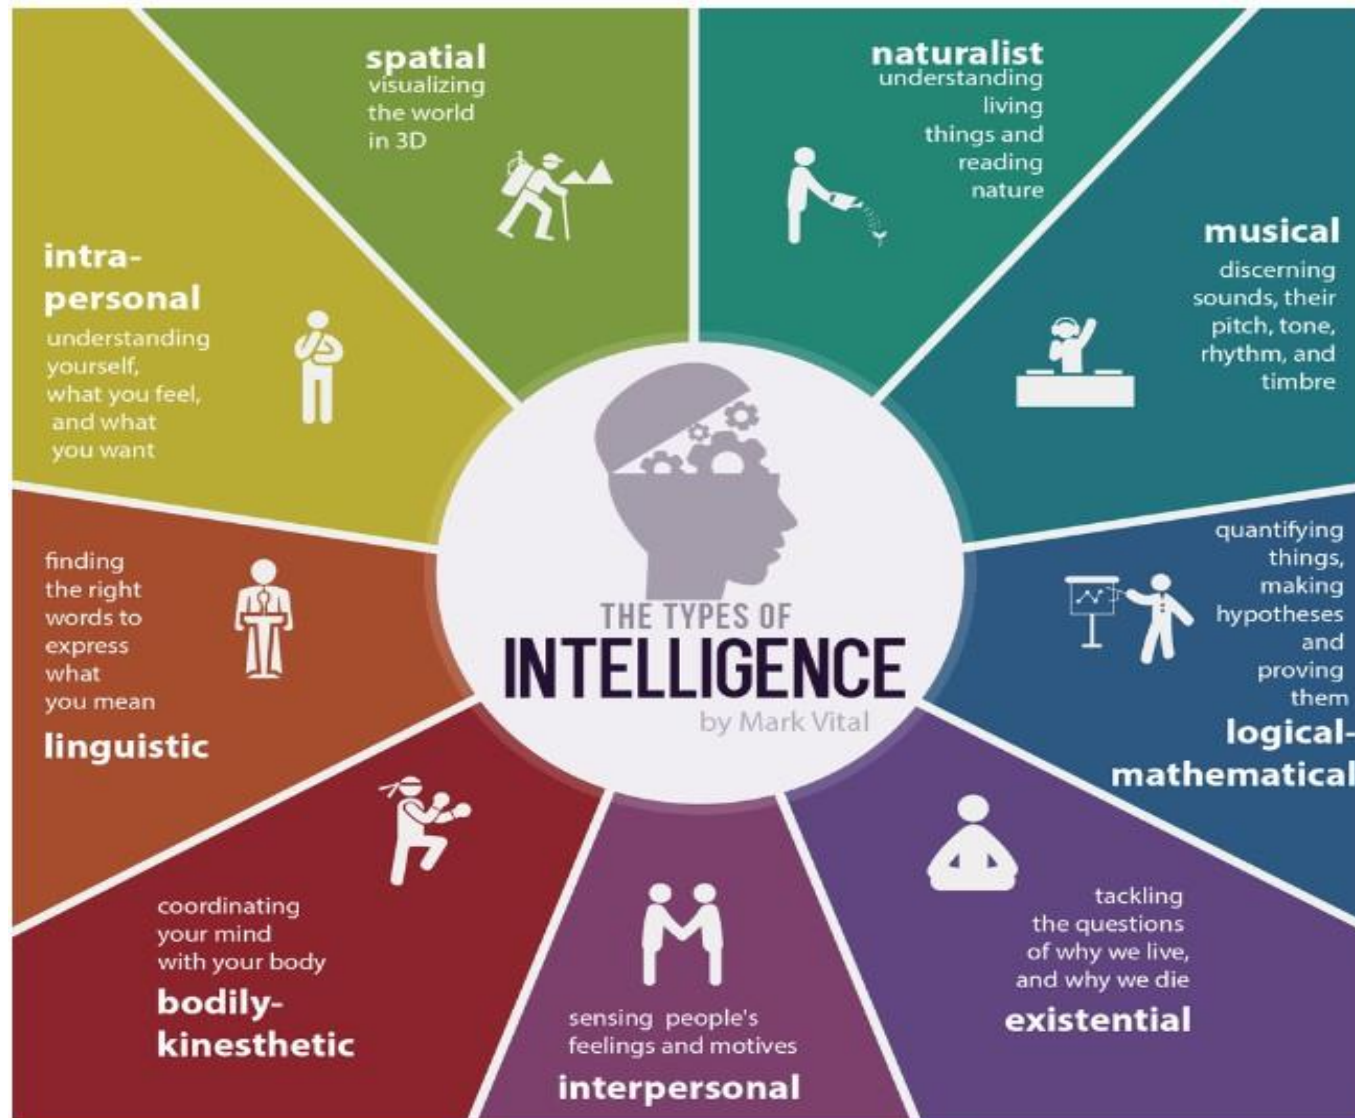 spatial
visualizing
the world
in 3D
naturalist
understanding
living
things and
reading
nature
musical
discerning
sounds, their
pitch, tone,
rhythm, and
timbre
quantifying
things,
making
hypotheses
and
proving
them
logical-
mathematical
tackling
the questions
of why we live,
and why we die
existential
sensing people's
feelings and motives
interpersonal
coordinating
your mind
with your body
bodily-
kinesthetic
finding
the right
words to
express
what
you mean
linguistic
intra-
personal
understanding
yourself,
what you feel,
and what
you want
THE TYPES OF
INTELLIGENCE
by Mark Vital